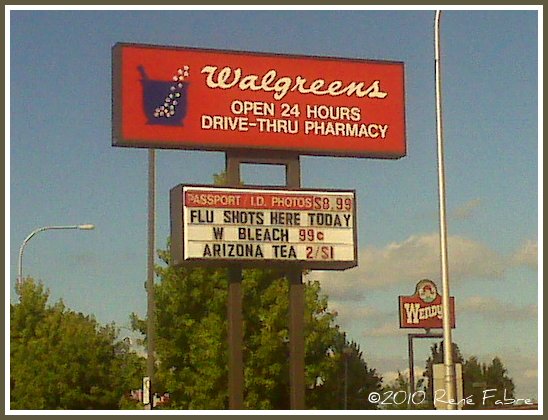 Walgreens
OPEN 24 HOURS
DRIVE-THRU PHARMACY
PASSPORT / I.D. PHOTOS $8.99
FLU SHOTS HERE TODAY
W BLEACH 99¢
ARIZONA TEA 2/$1
Wendy's
©2010 René Fabre